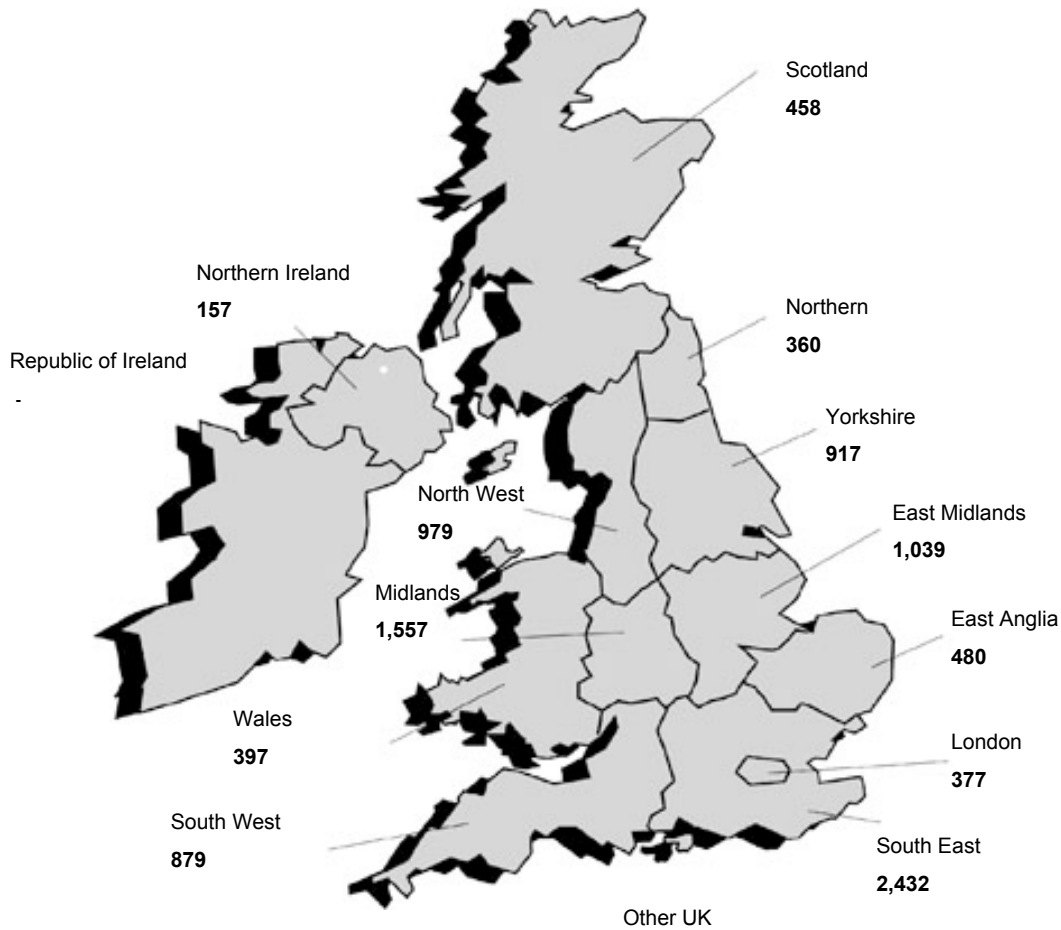 Scotland
458
Northern Ireland
157
Northern
360
Republic of Ireland
-
Yorkshire
917
North West
979
East Midlands
1,039
Midlands
1,557
East Anglia
480
Wales
397
London
377
South West
879
South East
2,432
Other UK